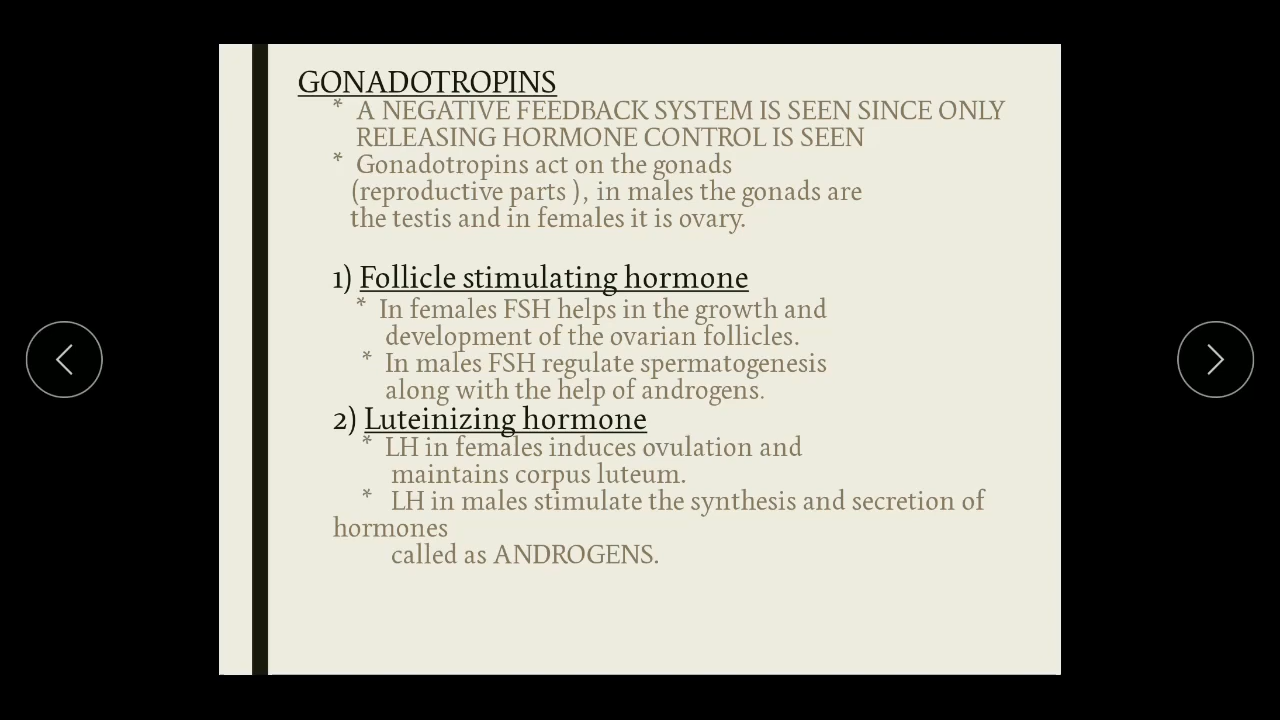 GONADOTROPINS
* A NEGATIVE FEEDBACK SYSTEM IS SEEN SINCE ONLY
RELEASING HORMONE CONTROL IS SEEN
* Gonadotropins act on the gonads
(reproductive parts ), in males the gonads are
the testis and in females it is ovary.
1) Follicle stimulating hormone
* In females FSH helps in the growth and
development of the ovarian follicles.
* In males FSH regulate spermatogenesis
along with the help of androgens.
2) Luteinizing hormone
* LH in females induces ovulation and
maintains corpus luteum.
* LH in males stimulate the synthesis and secretion of
hormones
called as ANDROGENS.